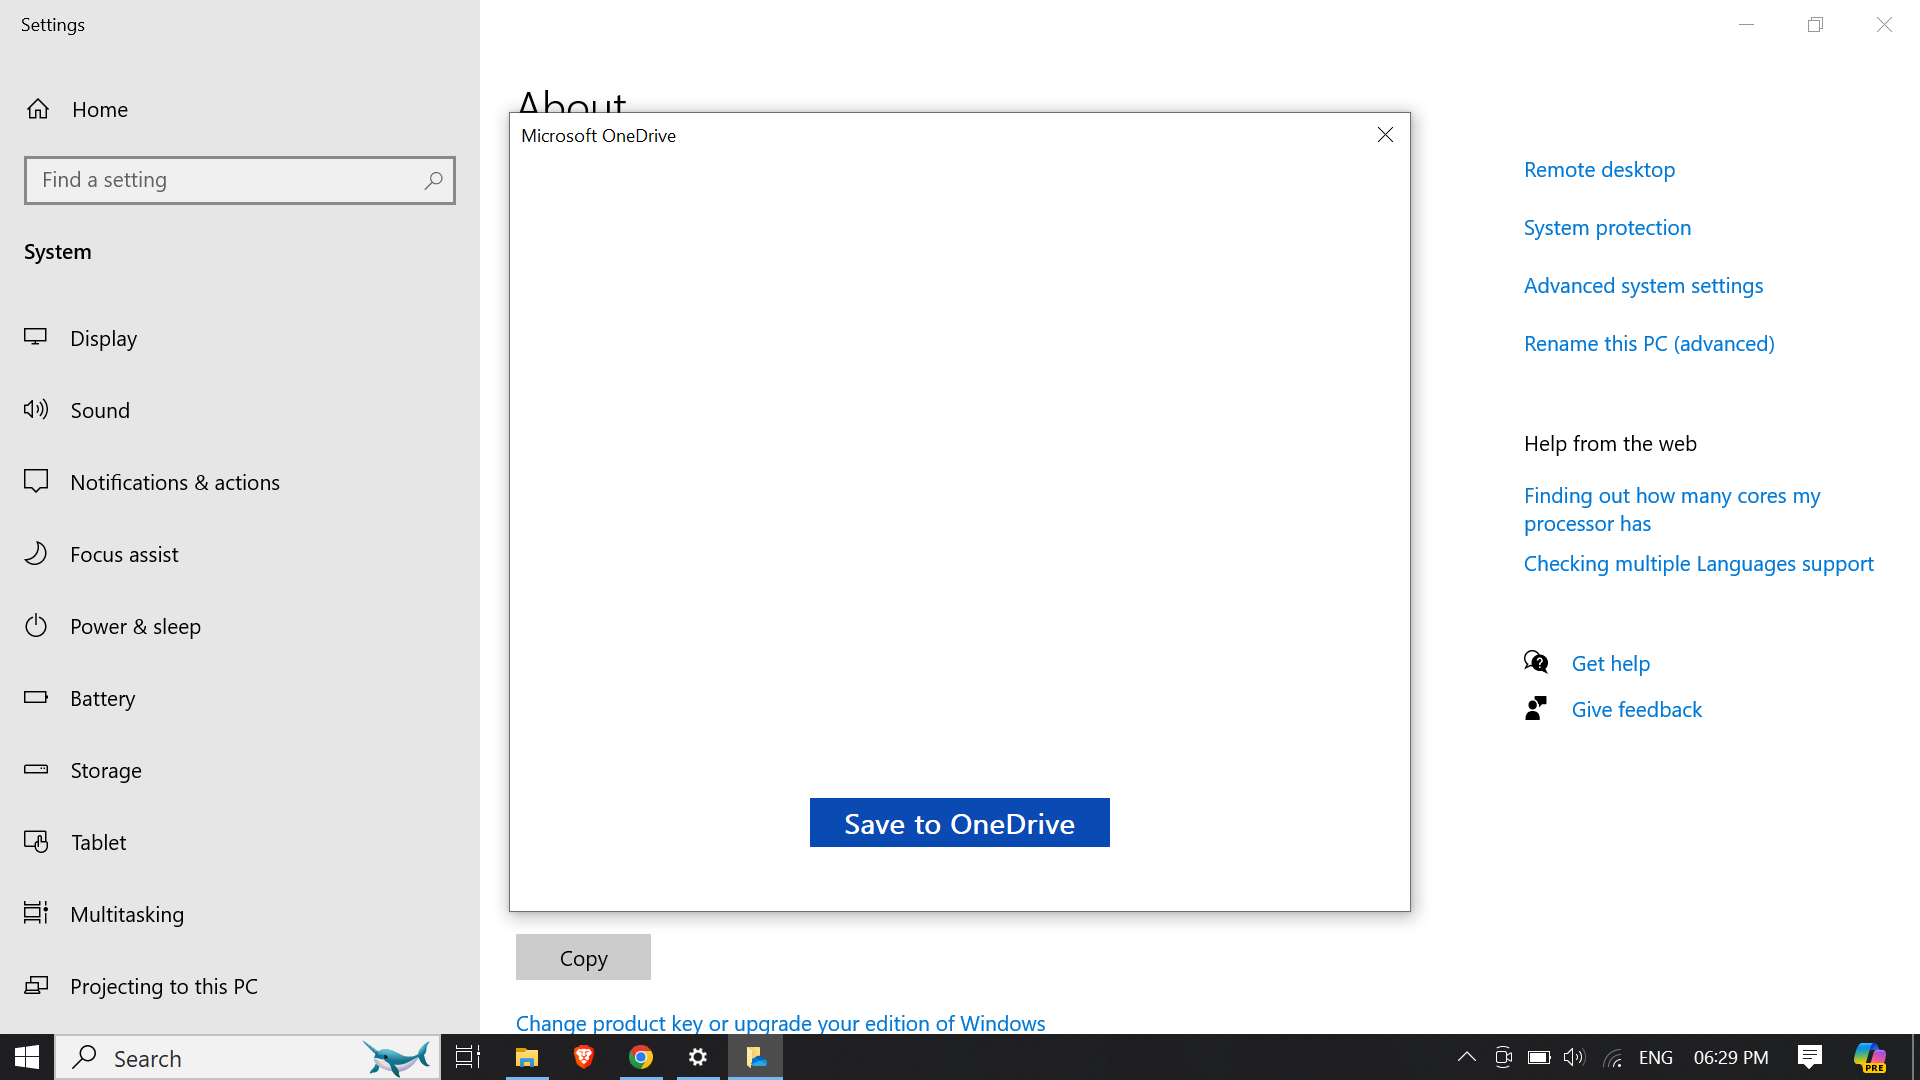 Settings
Home
Find a setting
System
Display
Sound
Notifications & actions
Focus assist
Power & sleep
Battery
Storage
Tablet
Multitasking
Projecting to this PC
About
Microsoft OneDrive
Save to OneDrive
Copy
Change product key or upgrade your edition of Windows
Remote desktop
System protection
Advanced system settings
Rename this PC (advanced)
Help from the web
Finding out how many cores my
processor has
Checking multiple Languages support
Get help
Give feedback
Search
ENG
06:29 PM
PRE